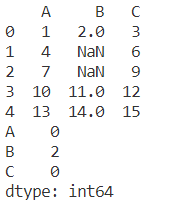 A     B   C
0   1   2.0   3
1   4   NaN   6
2   7   NaN   9
3  10  11.0  12
4  13  14.0  15
A    0
B    2
C    0
dtype: int64